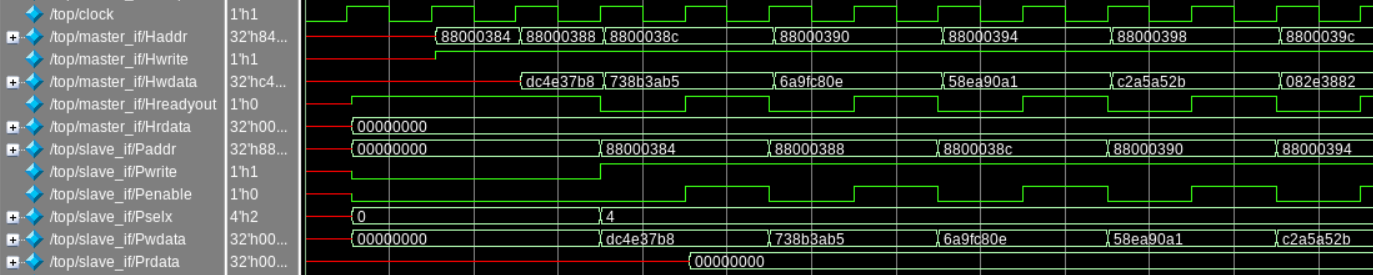 /top/clock 1'h1
/top/master_if/Haddr 32'h84... 88000384 88000388 8800038c 88000390 88000394 88000398 8800039c
/top/master_if/Hwrite 1'h1
/top/master_if/Hwdata 32'hc4... dc4e37b8 738b3ab5 6a9fc80e 58ea90a1 c2a5a52b 082e3882
/top/master_if/Hreadyout 1'h0
/top/master_if/Hrdata 32'h00... 00000000
/top/slave_if/Paddr 32'h88... 00000000 88000384 88000388 8800038c 88000390 88000394
/top/slave_if/Pwrite 1'h1
/top/slave_if/Penable 1'h0
/top/slave_if/Pselx 4'h2 0 4
/top/slave_if/Pwdata 32'h00... 00000000 dc4e37b8 738b3ab5 6a9fc80e 58ea90a1 c2a5a52b
/top/slave_if/Prdata 32'h00... 00000000